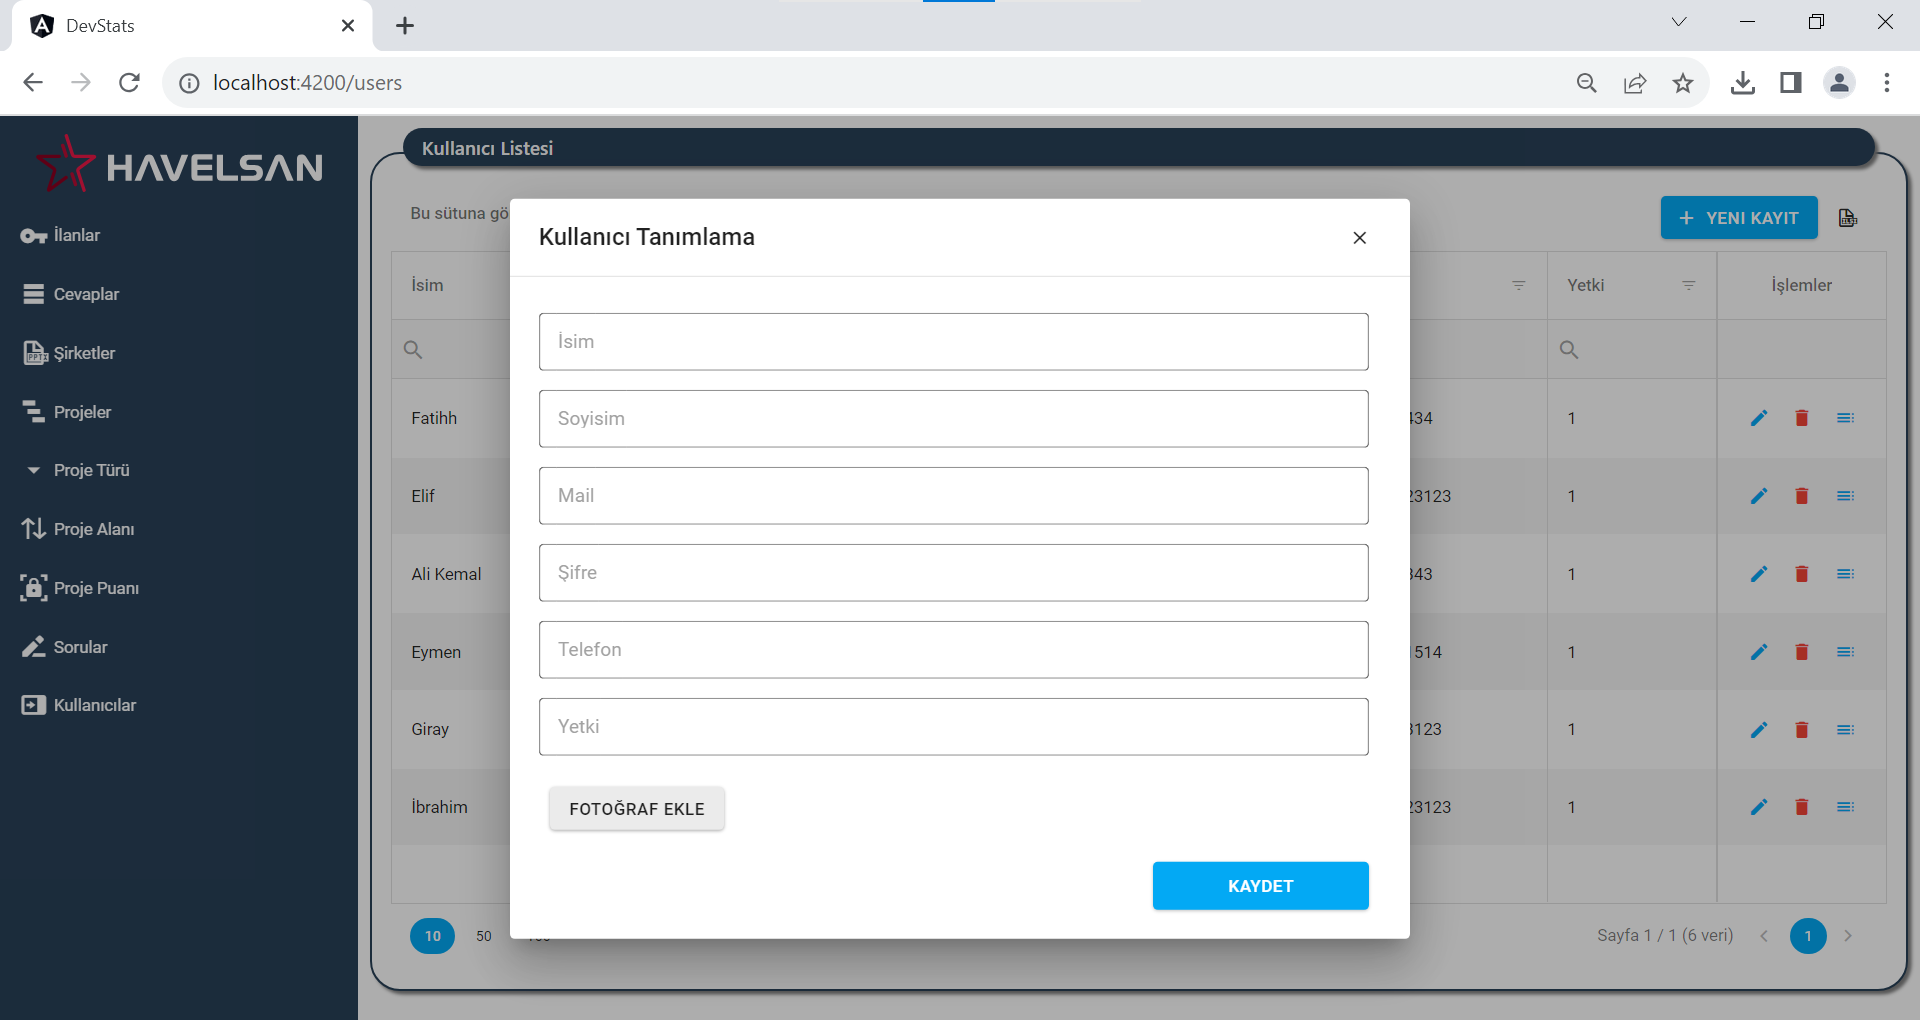 DevStats
localhost:4200/users
HAVELSAN
İlanlar
Cevaplar
Şirketler
Projeler
Proje Türü
Proje Alanı
Proje Puanı
Sorular
Kullanıcılar
Kullanıcı Listesi
Bu sütuna gö
YENI KAYIT
İsim
Yetki
İşlemler
Fatihh
434 1
Elif
23123 1
Ali Kemal
343 1
Eymen
1514 1
Giray
3123 1
İbrahim
23123 1
10 50
Sayfa 1 / 1 (6 veri) 1
Kullanıcı Tanımlama
İsim
Soyisim
Mail
Şifre
Telefon
Yetki
FOTOĞRAF EKLE
KAYDET